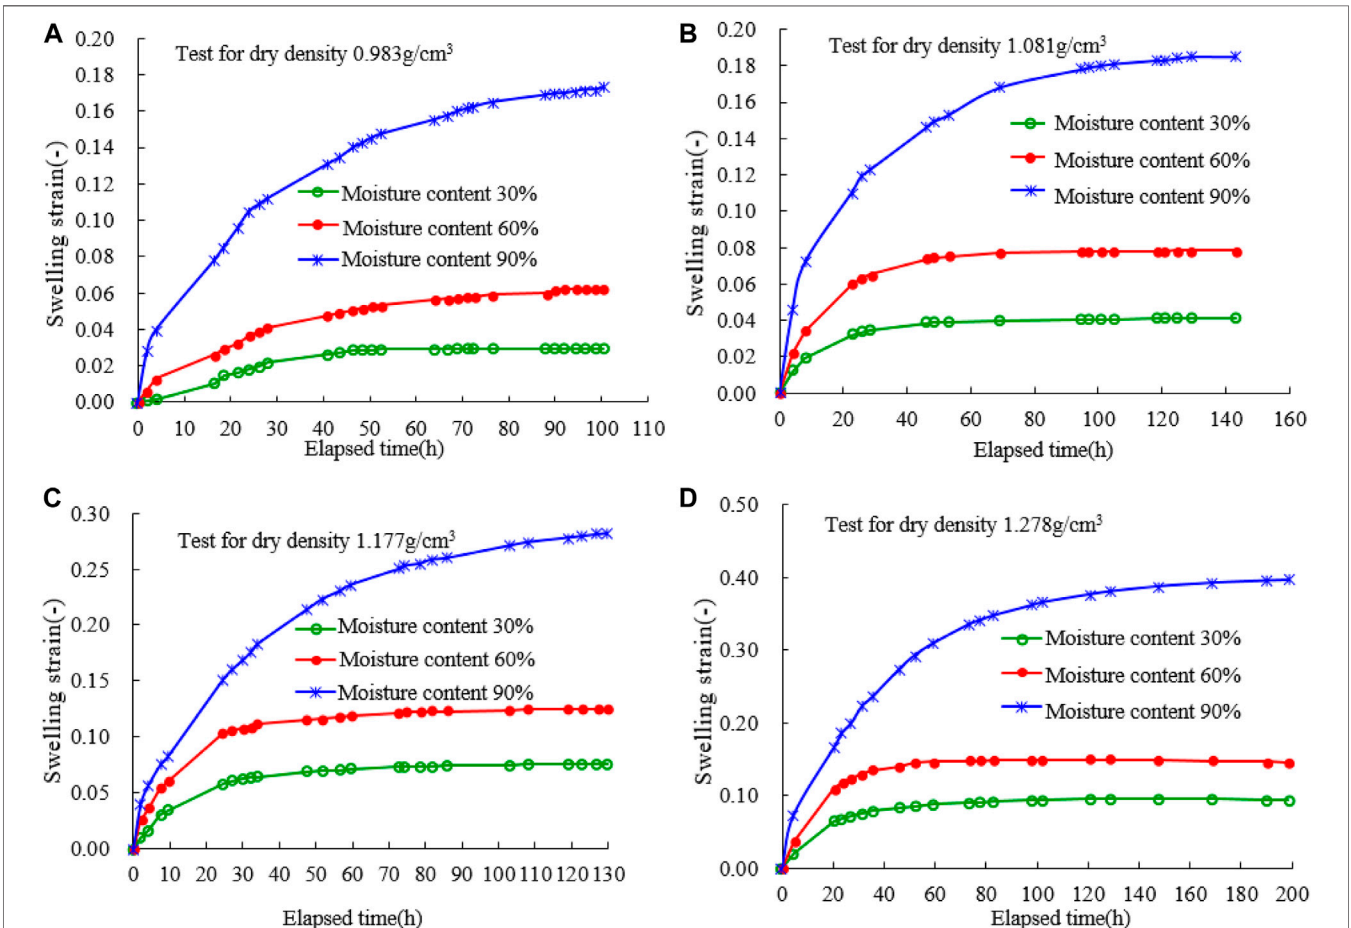 A
Test for dry density 0.983g/cm³
0.20
0.18
0.16
0.14
0.12
0.10
0.08
0.06
0.04
0.02
0.00
Swelling strain(-)
Moisture content 30%
Moisture content 60%
Moisture content 90%
0 10 20 30 40 50 60 70 80 90 100 110
Elapsed time(h)
B
Test for dry density 1.081g/cm³
0.20
0.18
0.16
0.14
0.12
0.10
0.08
0.06
0.04
0.02
0.00
Swelling strain(-)
Moisture content 30%
Moisture content 60%
Moisture content 90%
0 20 40 60 80 100 120 140 160
Elapsed time(h)
C
Test for dry density 1.177g/cm³
0.30
0.25
0.20
0.15
0.10
0.05
0.00
Swelling strain(-)
Moisture content 30%
Moisture content 60%
Moisture content 90%
0 10 20 30 40 50 60 70 80 90 100 110 120 130
Elapsed time(h)
D
Test for dry density 1.278g/cm³
0.50
0.40
0.30
0.20
0.10
0.00
Swelling strain(-)
Moisture content 30%
Moisture content 60%
Moisture content 90%
0 20 40 60 80 100 120 140 160 180 200
Elapsed time(h)